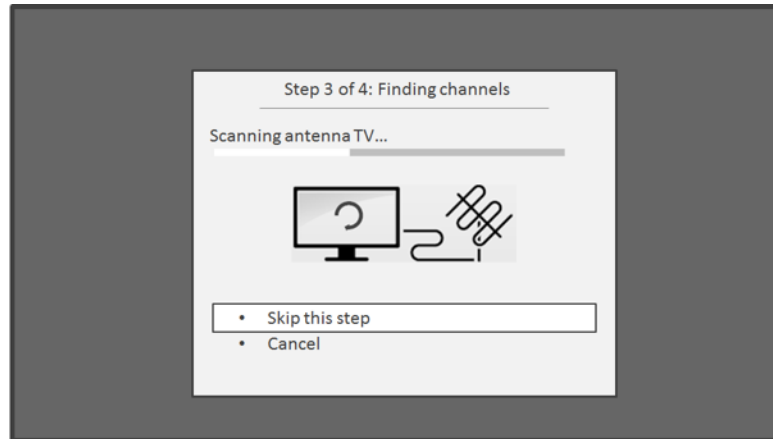 Step 3 of 4: Finding channels
Scanning antenna TV...
• Skip this step
• Cancel